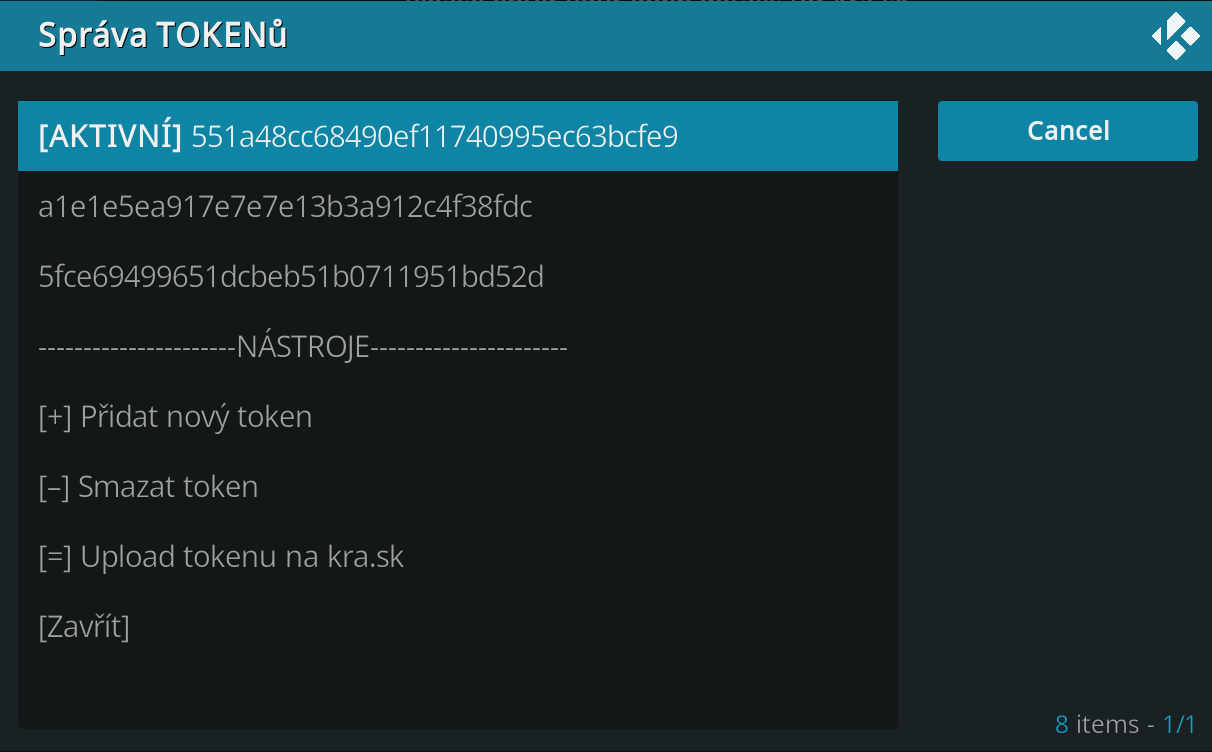 Správa TOKENů
[AKTIVNÍ] 551a48cc68490ef11740995ec63bcfe9
Cancel
a1e1e5ea917e7e7e13b3a912c4f38fdc
5fce69499651dcbeb51b0711951bd52d
----------------------NÁSTROJE----------------------
[+] Přidat nový token
[–] Smazat token
[=] Upload tokenu na kra.sk
[Zavřít]
8 items - 1/1